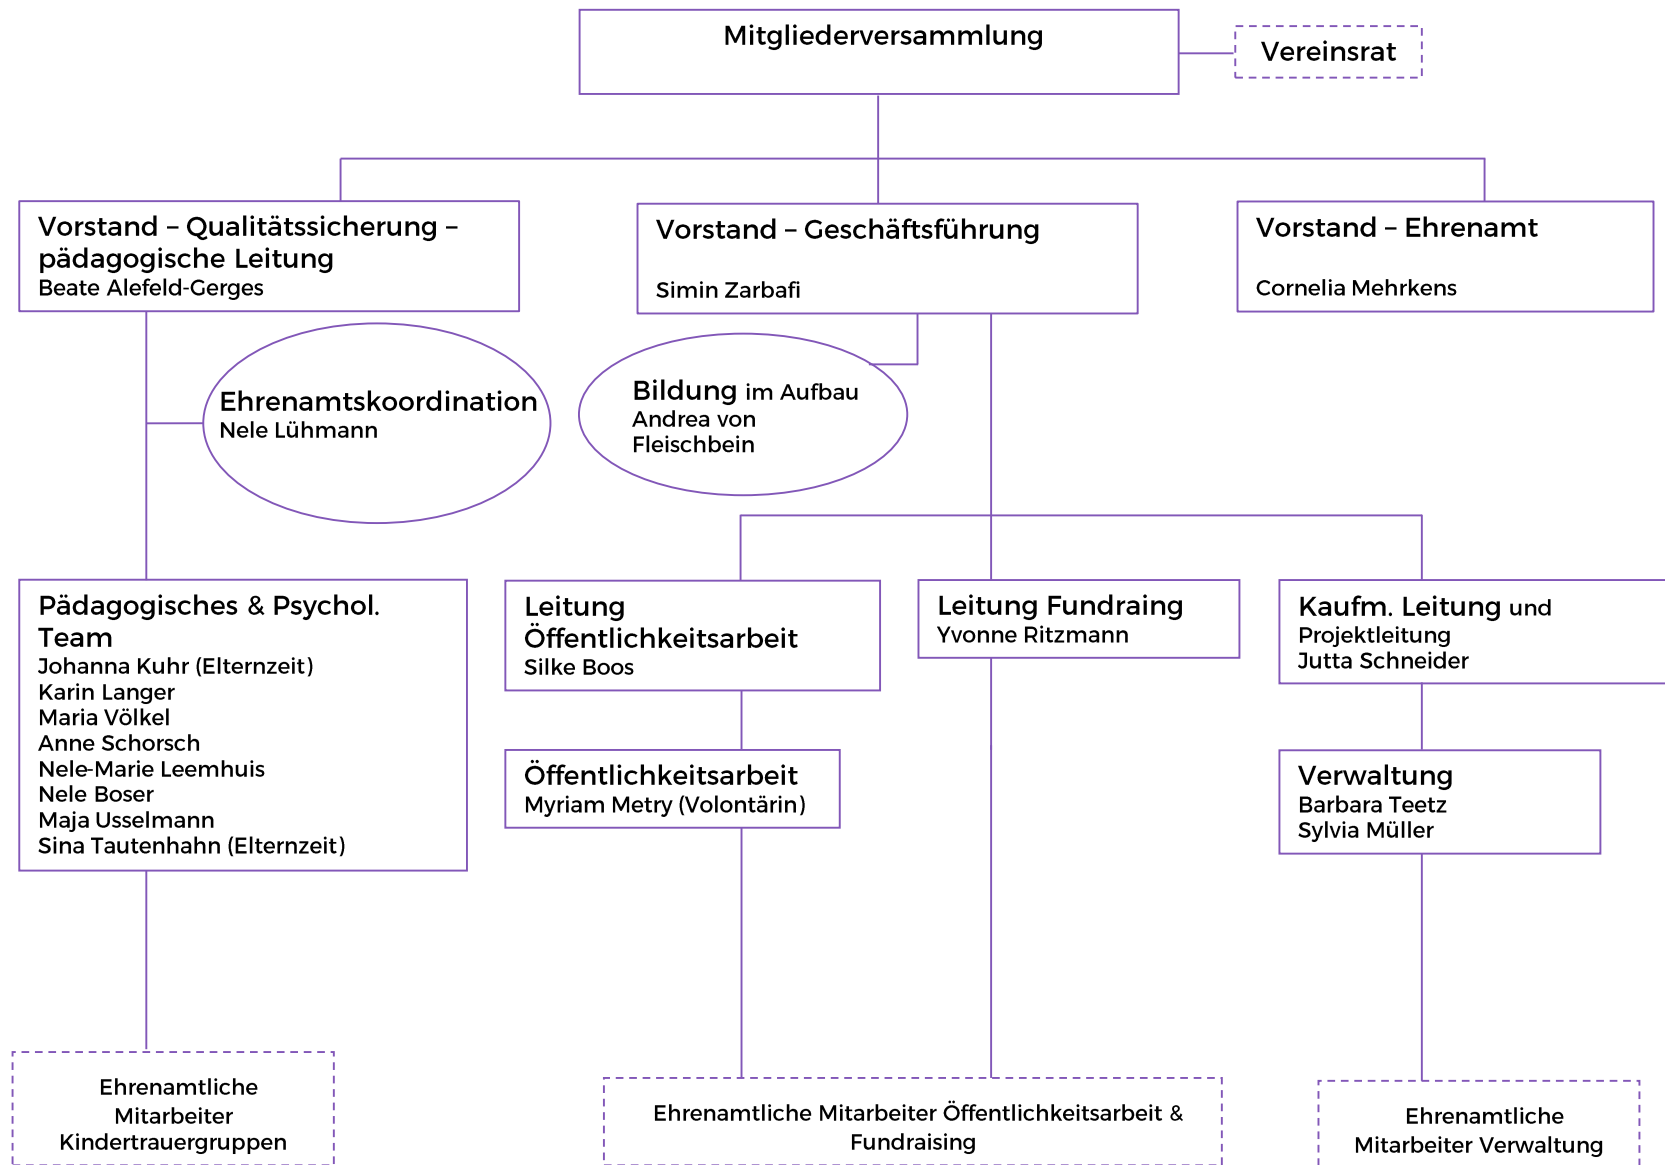 Mitgliederversammlung
Vereinsrat
Vorstand – Qualitätssicherung –
pädagogische Leitung
Beate Alefeld-Gerges
Vorstand – Geschäftsführung
Simin Zarbafi
Vorstand – Ehrenamt
Cornelia Mehrkens
Ehrenamtskoordination
Nele Lühmann
Bildung im Aufbau
Andrea von
Fleischbein
Pädagogisches & Psychol.
Team
Johanna Kuhr (Elternzeit)
Karin Langer
Maria Völkel
Anne Schorsch
Nele-Marie Leemhuis
Nele Boser
Maja Usselmann
Sina Tautenhahn (Elternzeit)
Leitung
Öffentlichkeitsarbeit
Silke Boos
Leitung Fundraing
Yvonne Ritzmann
Kaufm. Leitung und
Projektleitung
Jutta Schneider
Öffentlichkeitsarbeit
Myriam Metry (Volontärin)
Verwaltung
Barbara Teetz
Sylvia Müller
Ehrenamtliche
Mitarbeiter
Kindertrauergruppen
Ehrenamtliche Mitarbeiter Öffentlichkeitsarbeit &
Fundraising
Ehrenamtliche
Mitarbeiter Verwaltung